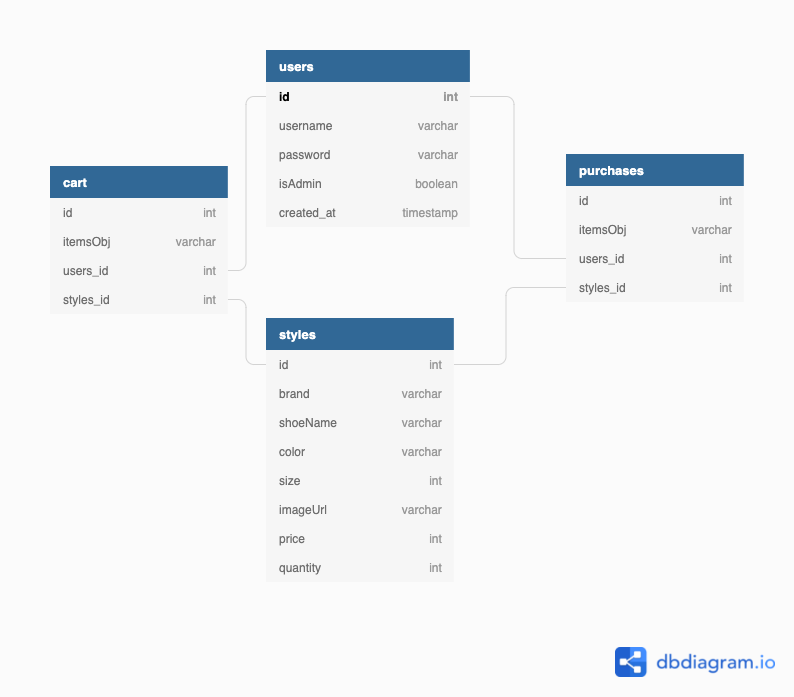 users
id int
username varchar
password varchar
isAdmin boolean
created_at timestamp
cart
id int
itemsObj varchar
users_id int
styles_id int
purchases
id int
itemsObj varchar
users_id int
styles_id int
styles
id int
brand varchar
shoeName varchar
color varchar
size int
imageUrl varchar
price int
quantity int
dbdiagram.io